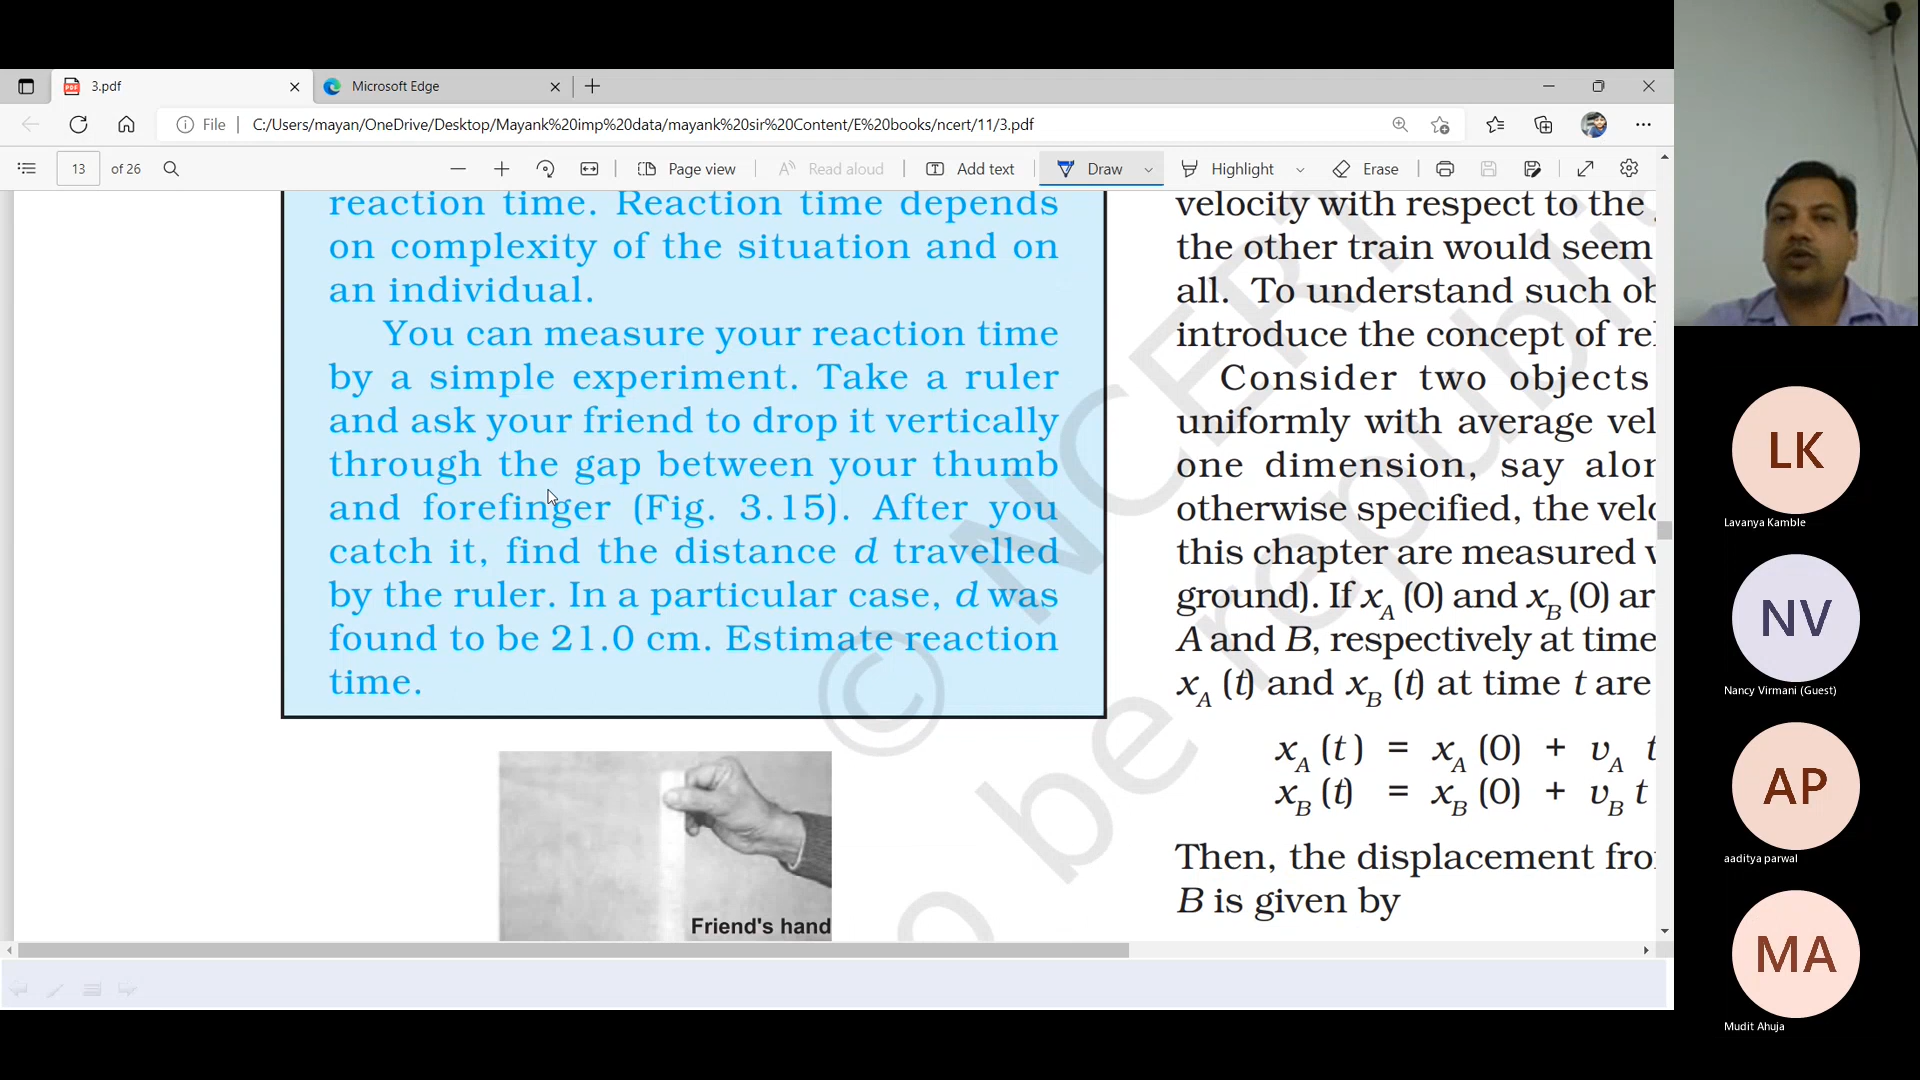 3.pdf
Microsoft Edge
File
C:/Users/mayan/OneDrive/Desktop/Mayank%20imp%20data/mayank%20sir%20Content/E%20books/ncert/11/3.pdf
13 of 26
Page view
Read aloud
Add text
Draw
Highlight
Erase
reaction time. Reaction time depends
on complexity of the situation and on
an individual.
You can measure your reaction time
by a simple experiment. Take a ruler
and ask your friend to drop it vertically
through the gap between your thumb
and forefinger (Fig. 3.15). After you
catch it, find the distance d travelled
by the ruler. In a particular case, d was
found to be 21.0 cm. Estimate reaction
time.
Friend's hand
velocity with respect to the
the other train would seem
all. To understand such ob
introduce the concept of rel
Consider two objects
uniformly with average vel
one dimension, say alon
otherwise specified, the velo
this chapter are measured
ground). If xA (0) and xB (0) ar
A and B, respectively at time
xA (t) and xB (t) at time t are
xA (t ) = xA (0) + vA t
xB (t) = xB (0) + vB t
Then, the displacement fro
B is given by
© NCERT
o be republis
LK
Lavanya Kamble
NV
Nancy Virmani (Guest)
AP
aaditya parwal
MA
Mudit Ahuja